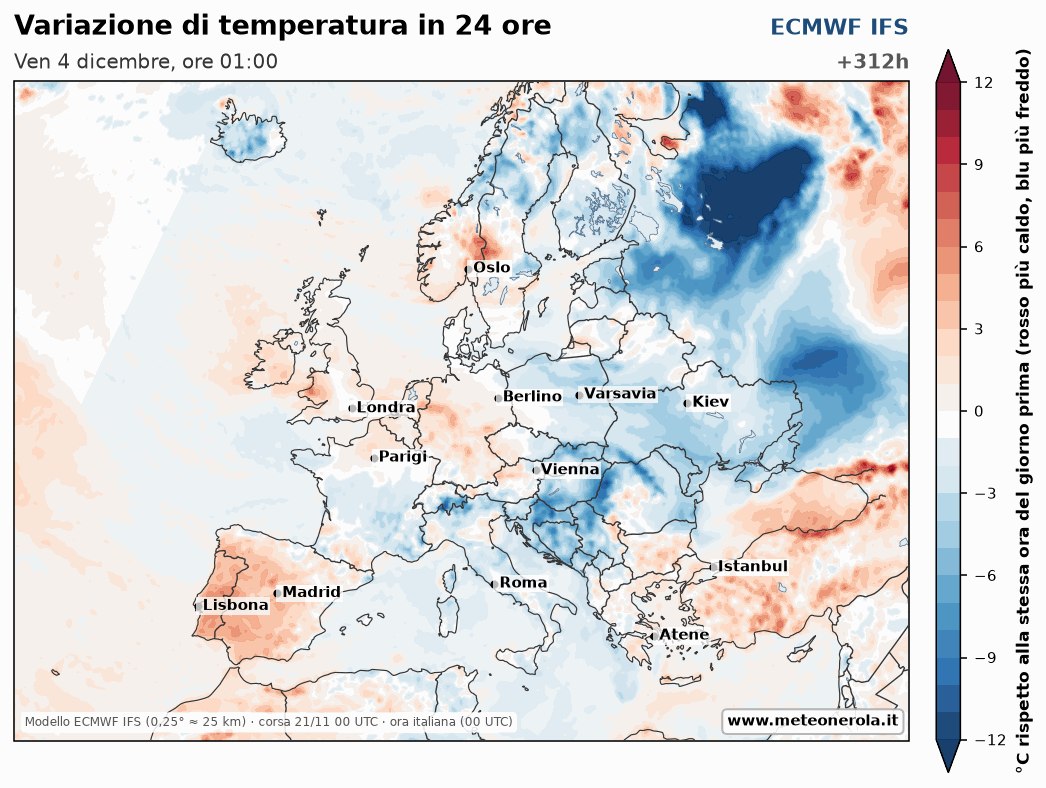 Variazione di temperatura in 24 ore
ECMWF IFS
Ven 4 dicembre, ore 01:00
+312h
Oslo
Londra
Berlino
Varsavia
Kiev
Parigi
Vienna
Istanbul
Roma
Madrid
Lisbona
Atene
Modello ECMWF IFS (0,25° ≈ 25 km) · corsa 21/11 00 UTC · ora italiana (00 UTC)
www.meteonerola.it
12
9
6
3
0
−3
−6
−9
−12
°C rispetto alla stessa ora del giorno prima (rosso più caldo, blu più freddo)